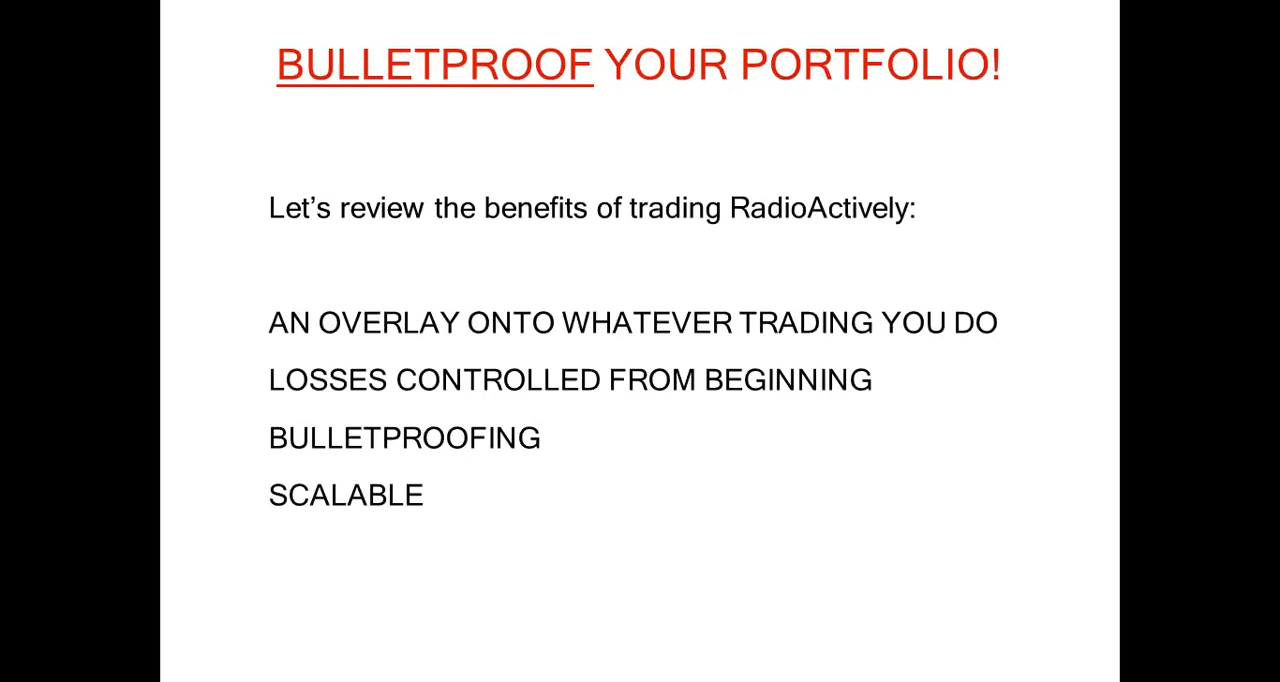 BULLETPROOF YOUR PORTFOLIO!
Let’s review the benefits of trading RadioActively:
AN OVERLAY ONTO WHATEVER TRADING YOU DO
LOSSES CONTROLLED FROM BEGINNING
BULLETPROOFING
SCALABLE